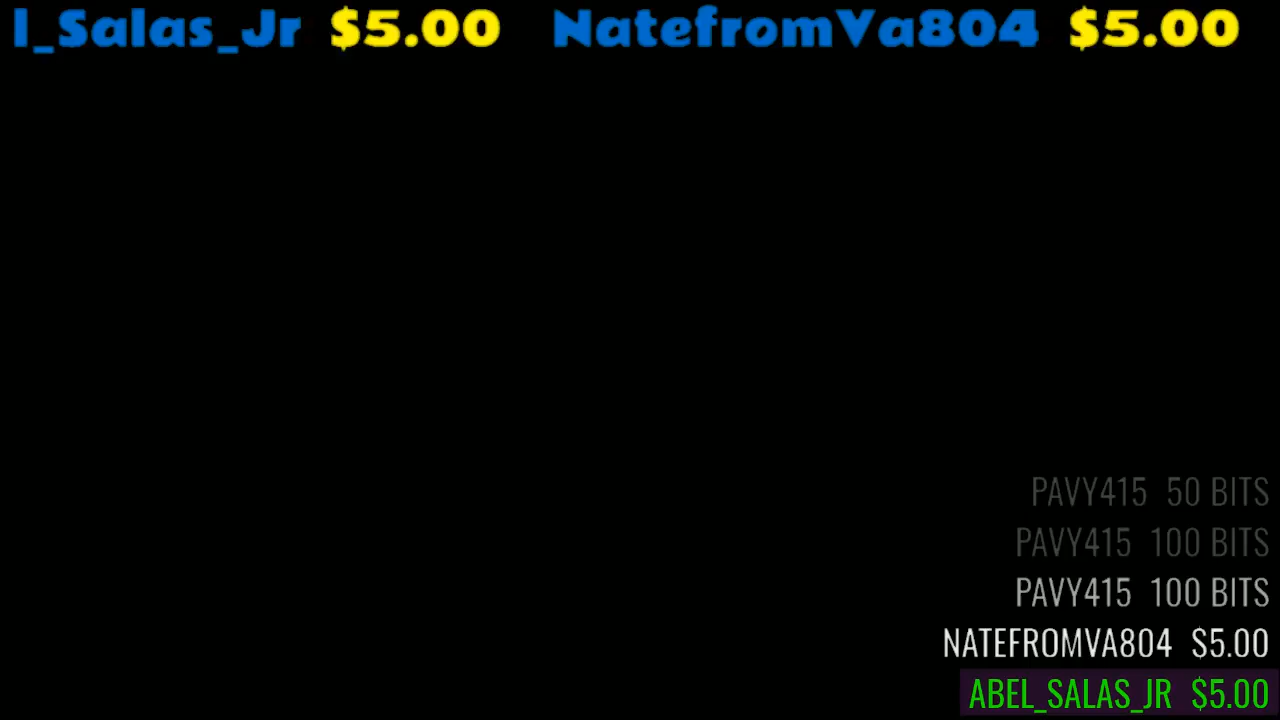 l_Salas_Jr $5.00 NatefromVa804 $5.00
PAVY415 50 BITS
PAVY415 100 BITS
PAVY415 100 BITS
NATEFROMVA804 $5.00
ABEL_SALAS_JR $5.00